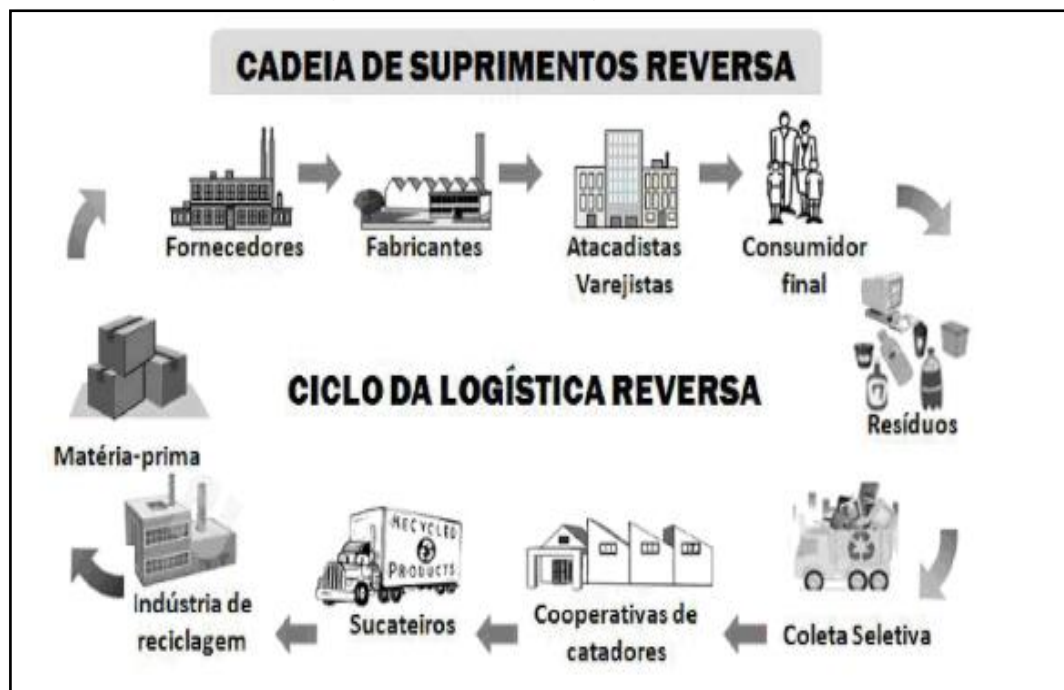 CADEIA DE SUPRIMENTOS REVERSA
Fornecedores
Fabricantes
Atacadistas
Varejistas
Consumidor
final
CICLO DA LOGÍSTICA REVERSA
Resíduos
Matéria-prima
RECYCLED
PRODUCTS
Indústria de
reciclagem
Sucateiros
Cooperativas de
catadores
Coleta Seletiva